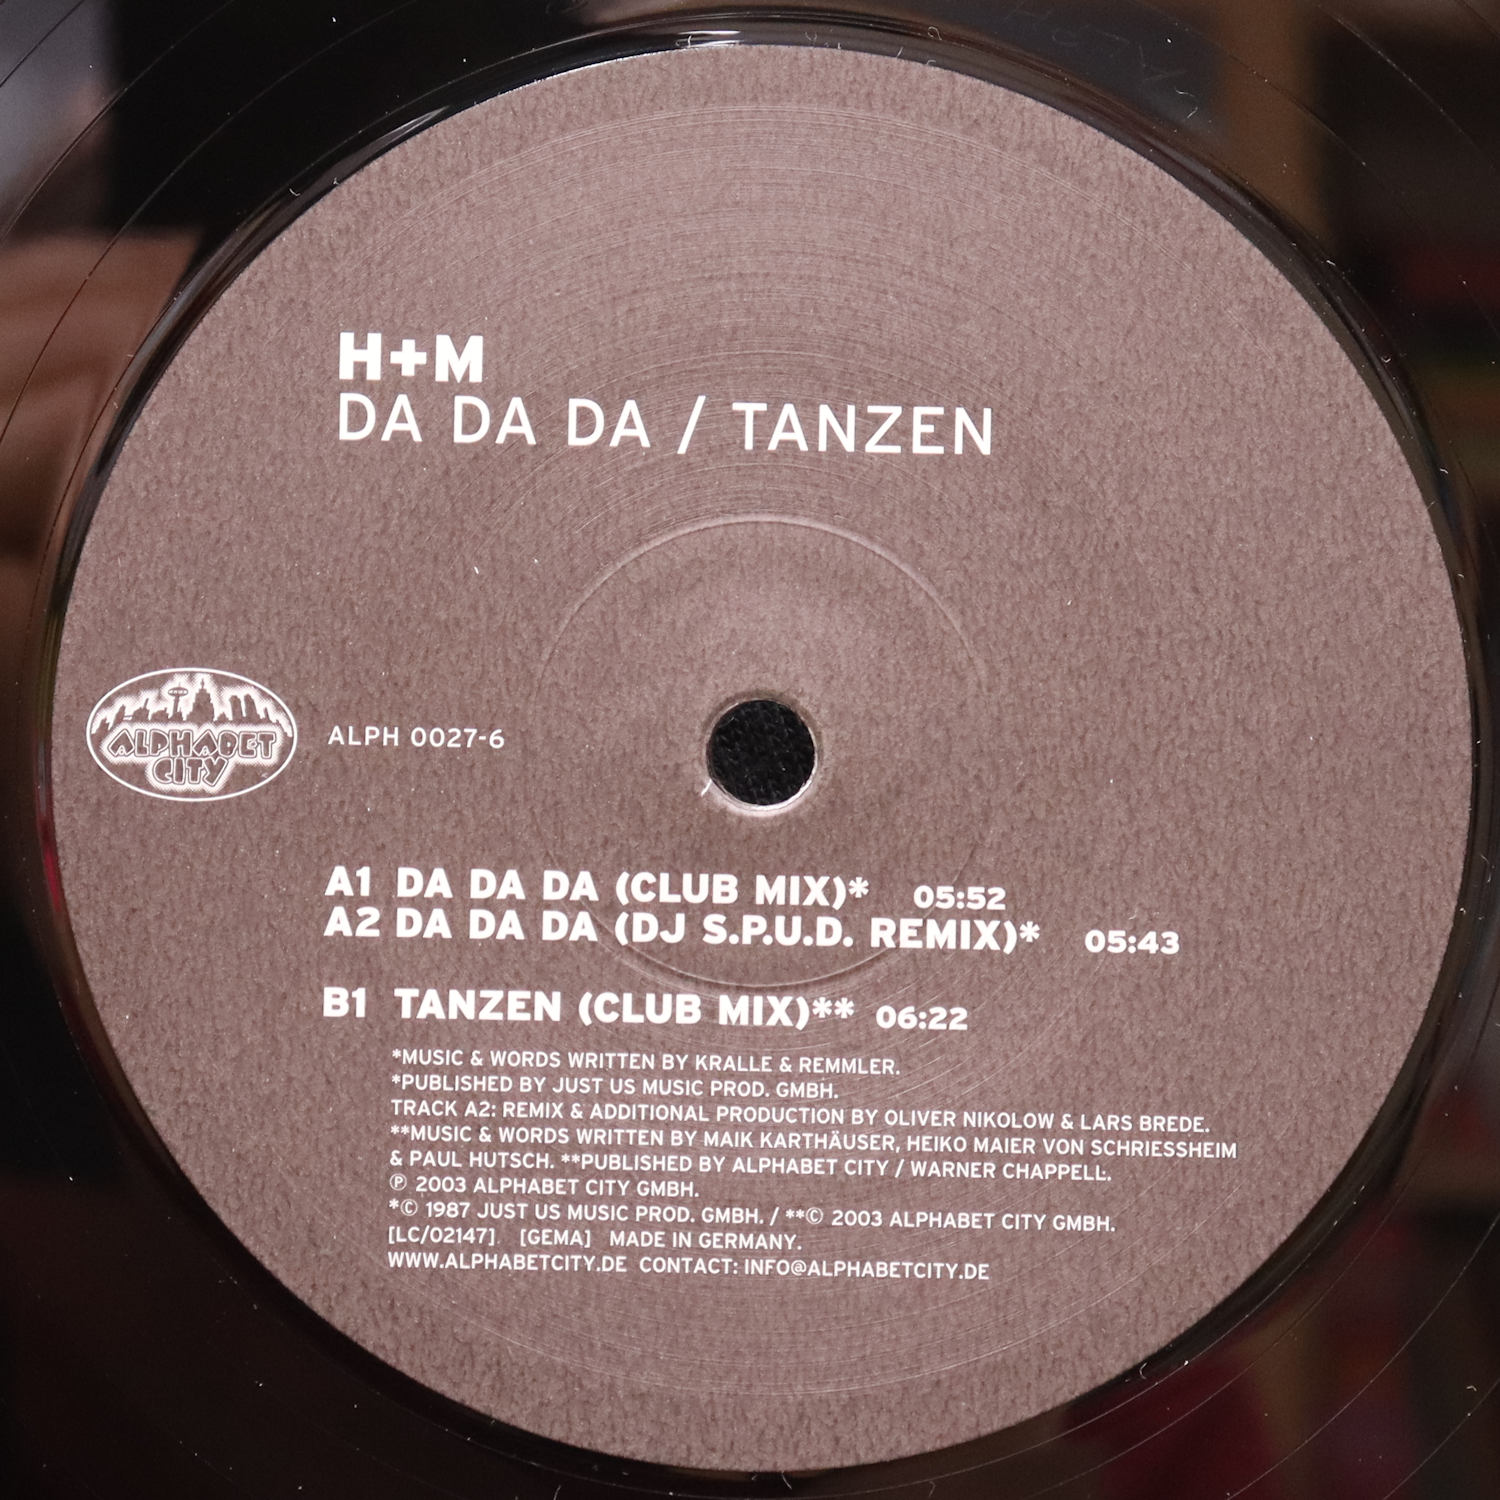 H+M
DA DA DA / TANZEN
ALPHABET
CITY
ALPH 0027-6
A1 DA DA DA (CLUB MIX)* 05:52
A2 DA DA DA (DJ S.P.U.D. REMIX)* 05:43
B1 TANZEN (CLUB MIX)** 06:22
*MUSIC & WORDS WRITTEN BY KRALLE & REMMLER.
*PUBLISHED BY JUST US MUSIC PROD. GMBH.
TRACK A2: REMIX & ADDITIONAL PRODUCTION BY OLIVER NIKOLOW & LARS BREDE.
**MUSIC & WORDS WRITTEN BY MAIK KARTHÄUSER, HEIKO MAIER VON SCHRIESSHEIM
& PAUL HUTSCH. **PUBLISHED BY ALPHABET CITY / WARNER CHAPPELL.
℗ 2003 ALPHABET CITY GMBH.
*© 1987 JUST US MUSIC PROD. GMBH. / **© 2003 ALPHABET CITY GMBH.
[LC/02147] [GEMA] MADE IN GERMANY.
WWW.ALPHABETCITY.DE CONTACT: INFO@ALPHABETCITY.DE